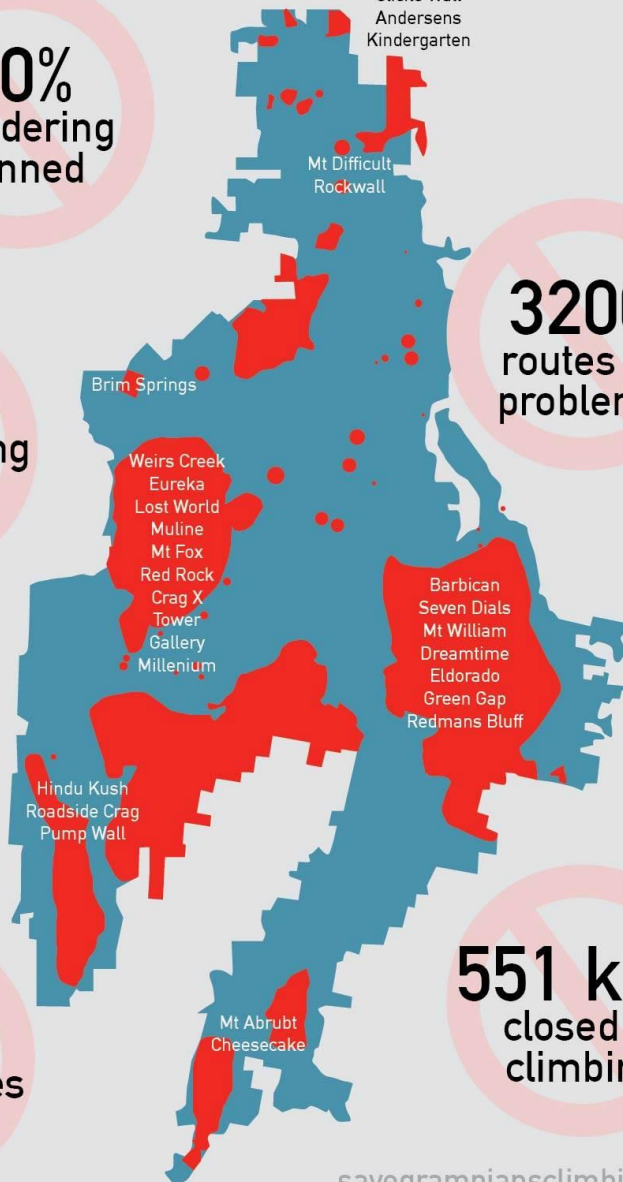 Andersens
Kindergarten
0%
dering
nned
Mt Difficult
Rockwall
320
routes
problem
Brim Springs
ng
Weirs Creek
Eureka
Lost World
Muline
Mt Fox
Red Rock
Crag X
Tower
Gallery
Millenium
Barbican
Seven Dials
Mt William
Dreamtime
Eldorado
Green Gap
Redmans Bluff
Hindu Kush
Roadside Crag
Pump Wall
551 k
closed
climbin
Mt Abrubt
Cheesecake
es
savegrampiansclimbi